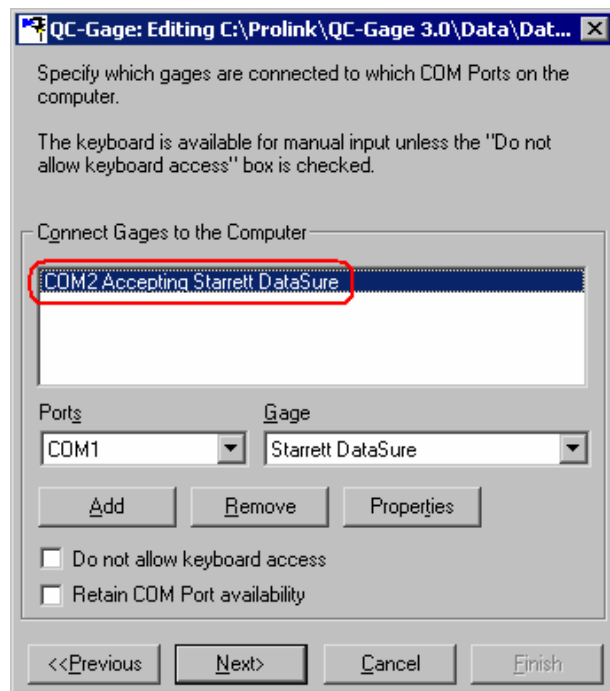 QC-Gage: Editing C:\Prolink\QC-Gage 3.0\Data\Dat...
Specify which gages are connected to which COM Ports on the
computer.
The keyboard is available for manual input unless the "Do not
allow keyboard access" box is checked.
Connect Gages to the Computer
COM2 Accepting Starrett DataSure
Ports Gage
COM1 Starrett DataSure
Add Remove Properties
Do not allow keyboard access
Retain COM Port availability
<<Previous Next> Cancel Finish